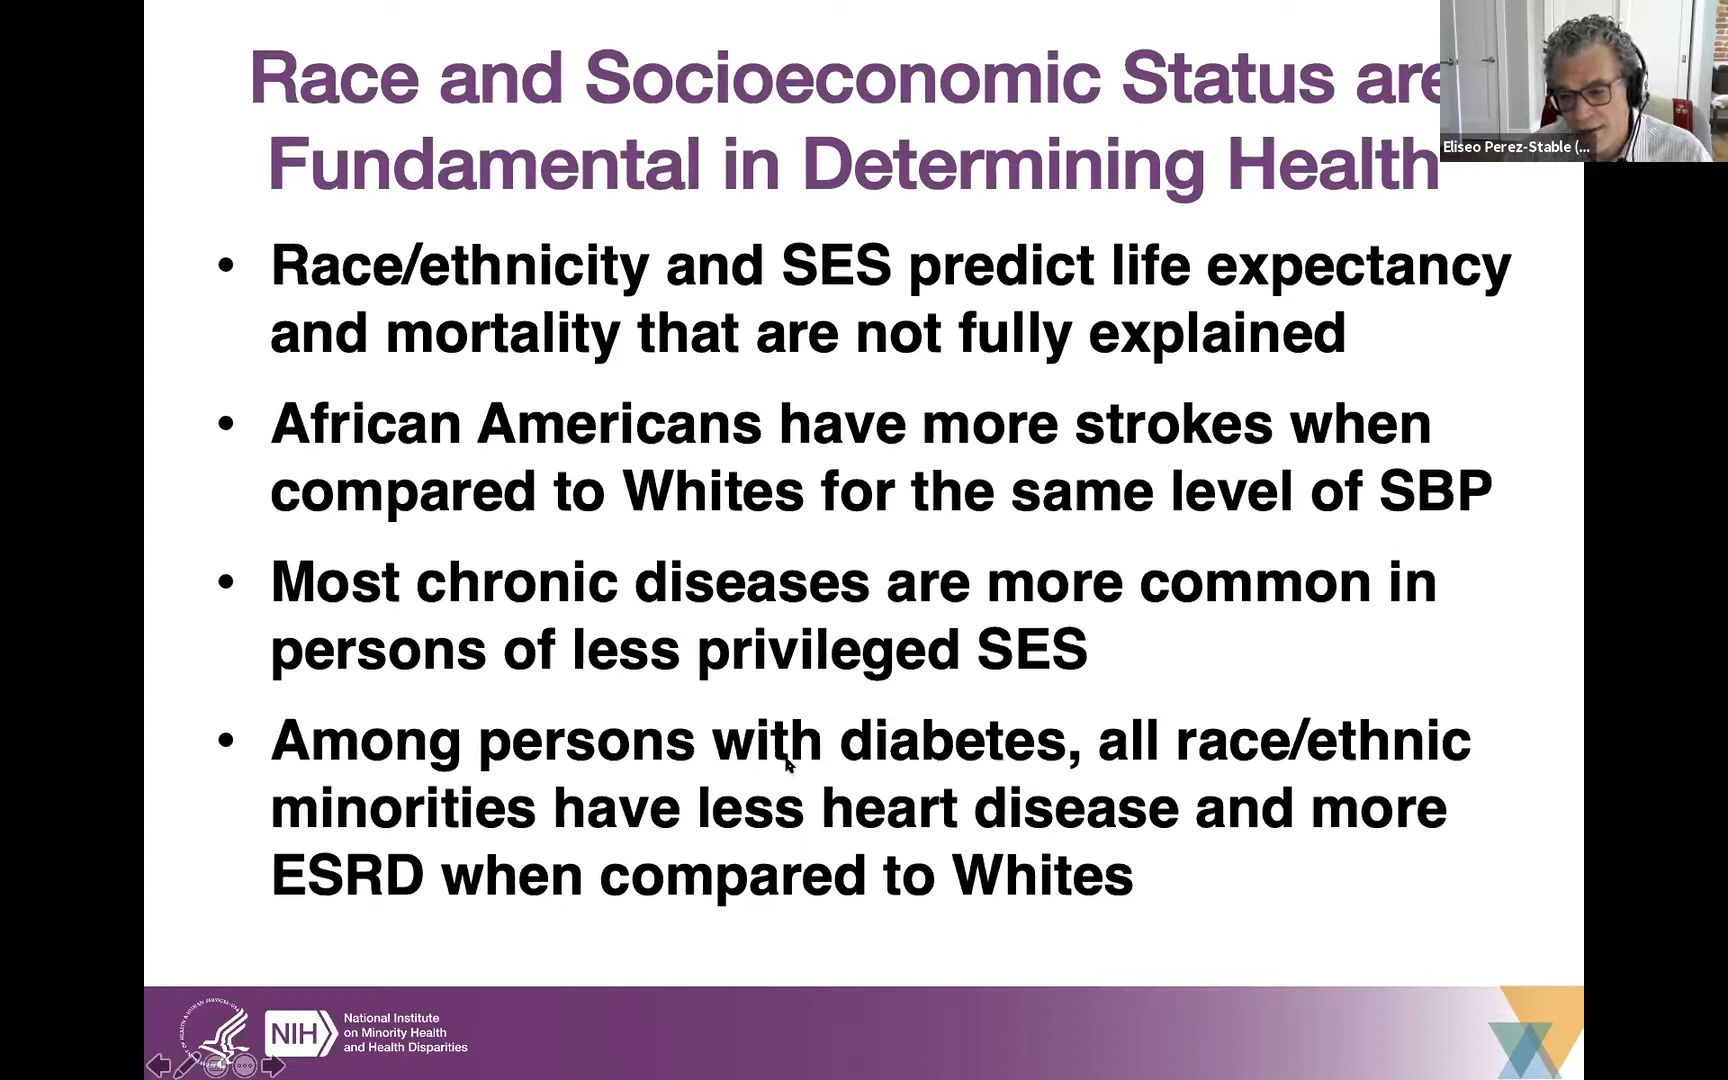 Race and Socioeconomic Status are
Fundamental in Determining Health
• Race/ethnicity and SES predict life expectancy
and mortality that are not fully explained
• African Americans have more strokes when
compared to Whites for the same level of SBP
• Most chronic diseases are more common in
persons of less privileged SES
• Among persons with diabetes, all race/ethnic
minorities have less heart disease and more
ESRD when compared to Whites
Eliseo Perez-Stable (...
NIH
National Institute
on Minority Health
and Health Disparities